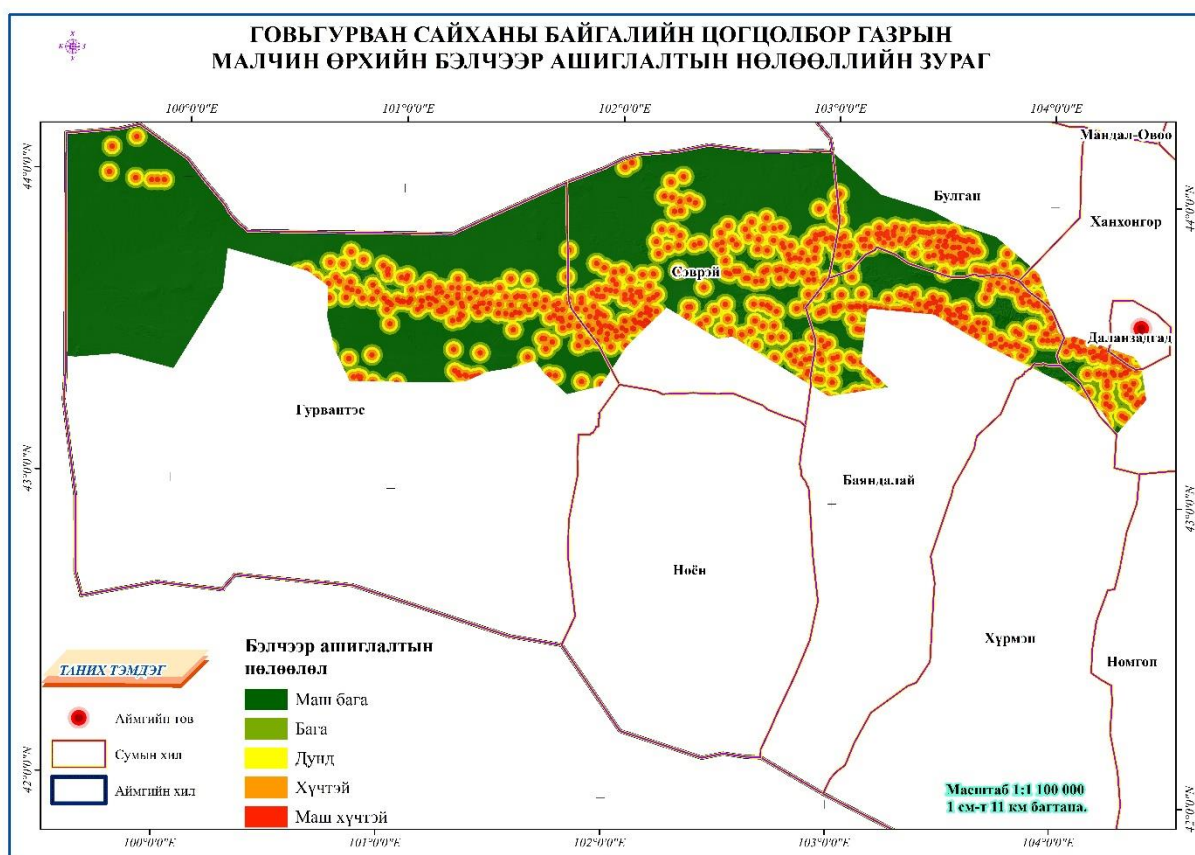 ГОВЬГУРВАН САЙХАНЫ БАЙГАЛИЙН ЦОГЦОЛБОР ГАЗРЫН
МАЛЧИН ӨРХИЙН БЭЛЧЭЭР АШИГЛАЛТЫН НӨЛӨӨЛЛИЙН ЗУРАГ
100°0'0"E
101°0'0"E
102°0'0"E
103°0'0"E
104°0'0"E
44°0'0"N
44°0'0"N
Мандал-Овоо
Булган
Ханхонгор
Сэврэй
Даланзадгад
Гурвантэс
43°0'0"N
43°0'0"N
Баяндалай
Ноён
Хүрмэн
Номгон
ТАНИХ ТЭМДЭГ
Аймгийн төв
Сумын хил
Аймгийн хил
Бэлчээр ашиглалтын
нөлөөлөл
Маш бага
Бага
Дунд
Хүчтэй
Маш хүчтэй
42°0'0"N
42°0'0"N
Масштаб 1:1 100 000
1 см-т 11 км багтана.
100°0'0"E
101°0'0"E
102°0'0"E
103°0'0"E
104°0'0"E